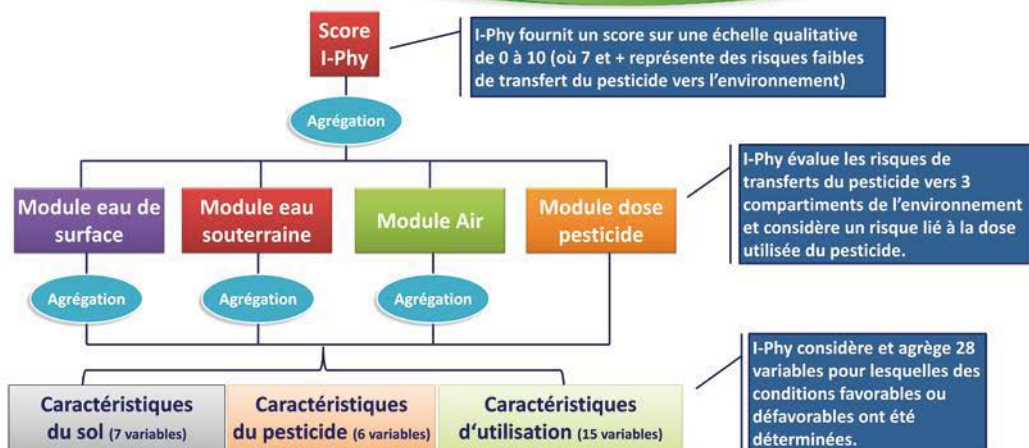 Score
I-Phy
I-Phy fournit un score sur une échelle qualitative
de 0 à 10 (où 7 et + représente des risques faibles
de transfert du pesticide vers l'environnement)
Agrégation
Module eau de
surface
Module eau
souterraine
Module Air
Module dose
pesticide
I-Phy évalue les risques de
transferts du pesticide vers 3
compartiments de l'environnement
et considère un risque lié à la dose
utilisée du pesticide.
Agrégation
Agrégation
Agrégation
Caractéristiques
du sol (7 variables)
Caractéristiques
du pesticide (6 variables)
Caractéristiques
d'utilisation (15 variables)
I-Phy considère et agrège 28
variables pour lesquelles des
conditions favorables ou
défavorables ont été
déterminées.